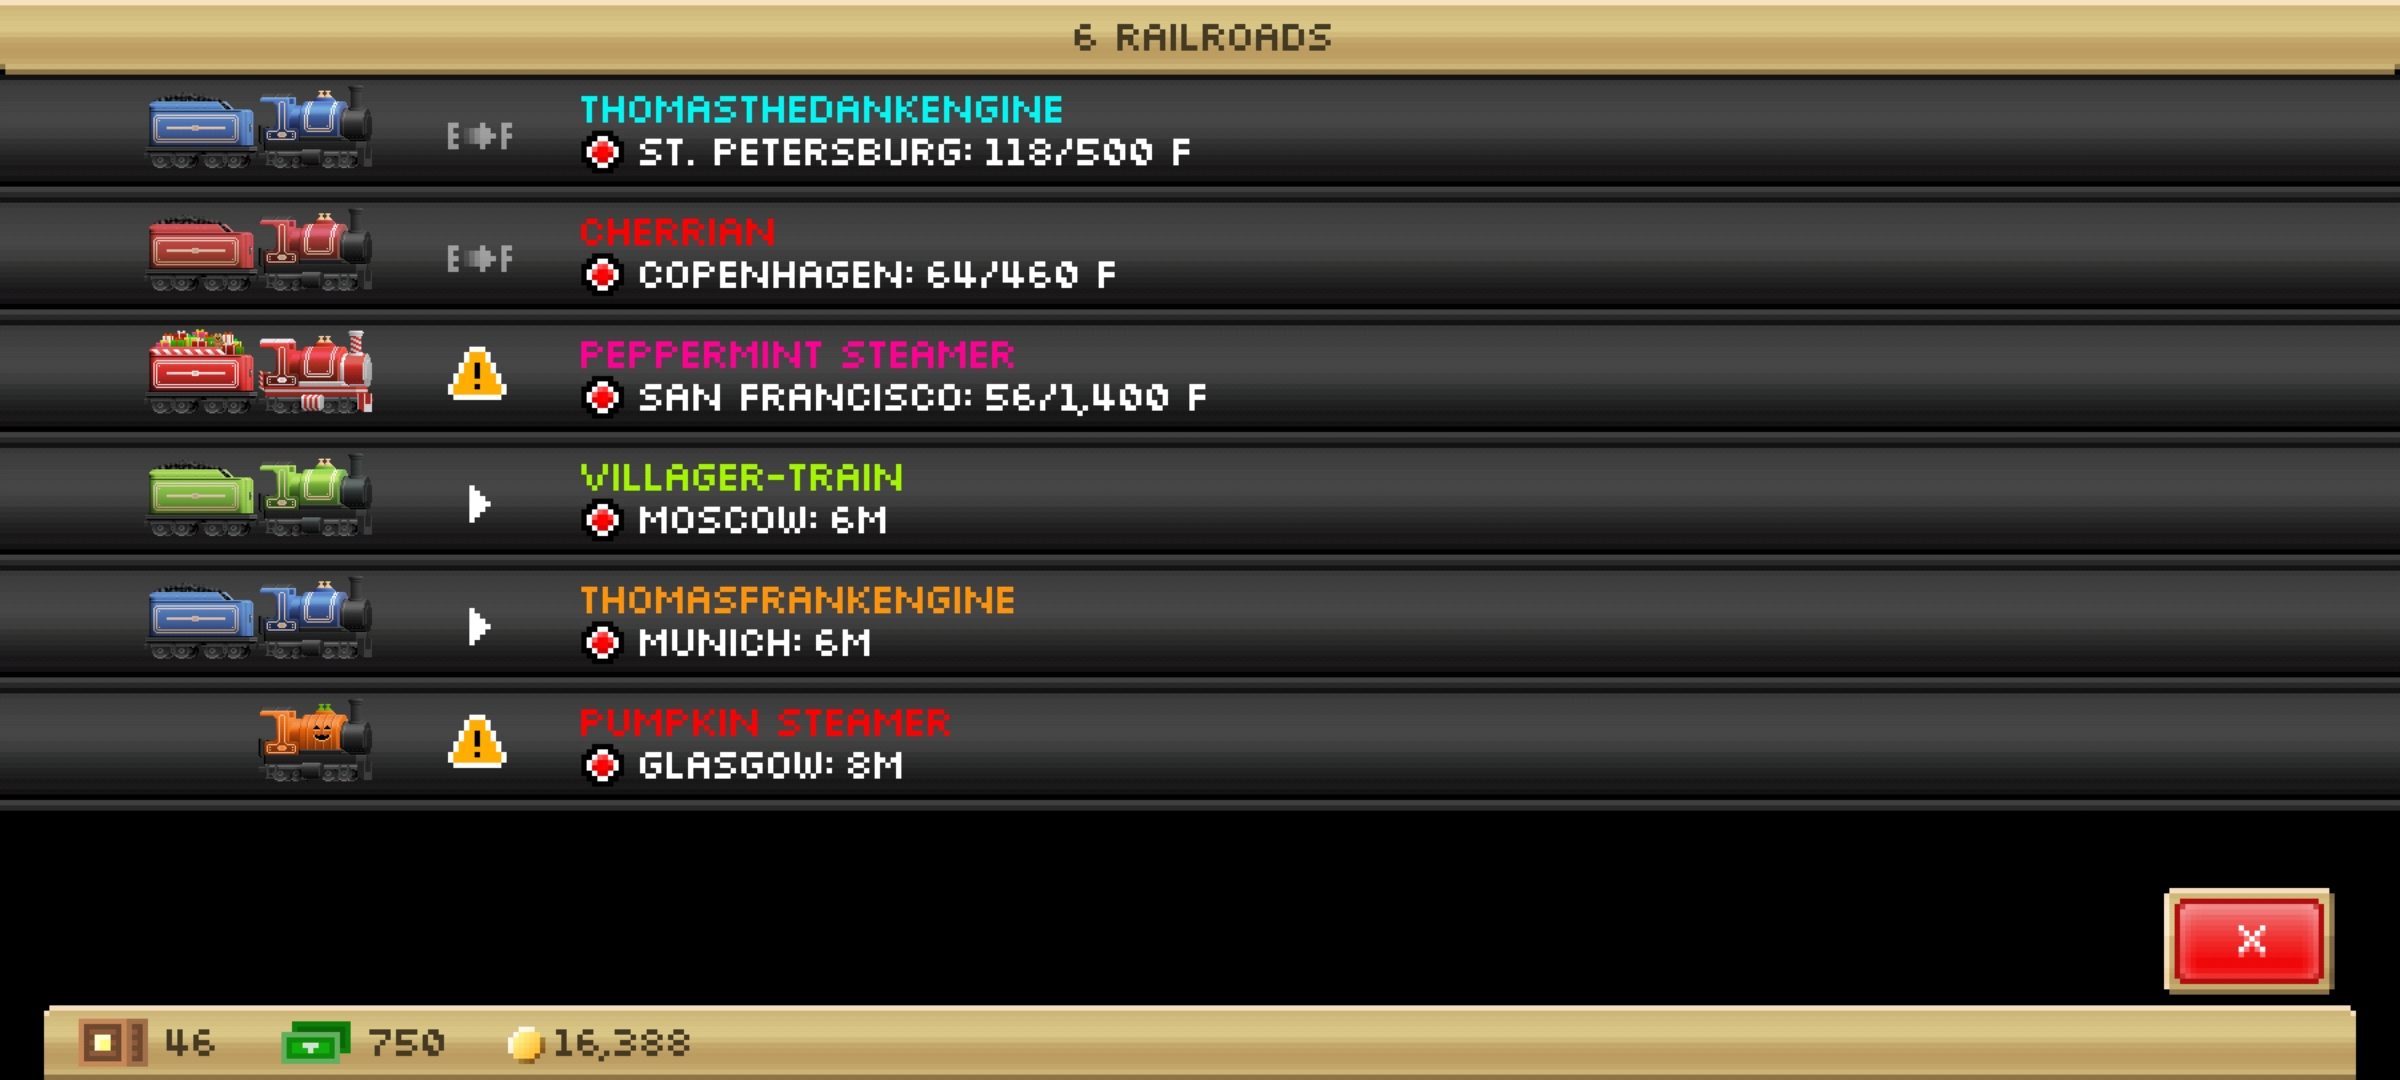 6 RAILROADS
THOMASTHEDANKENGINE
E F
ST. PETERSBURG: 118/500 F
CHERRIAN
E F
COPENHAGEN: 64/460 F
PEPPERMINT STEAMER
!
SAN FRANCISCO: 56/1,400 F
VILLAGER-TRAIN
MOSCOW: 6M
THOMASFRANKENGINE
MUNICH: 6M
PUMPKIN STEAMER
!
GLASGOW: 8M
X
46 750 16,388